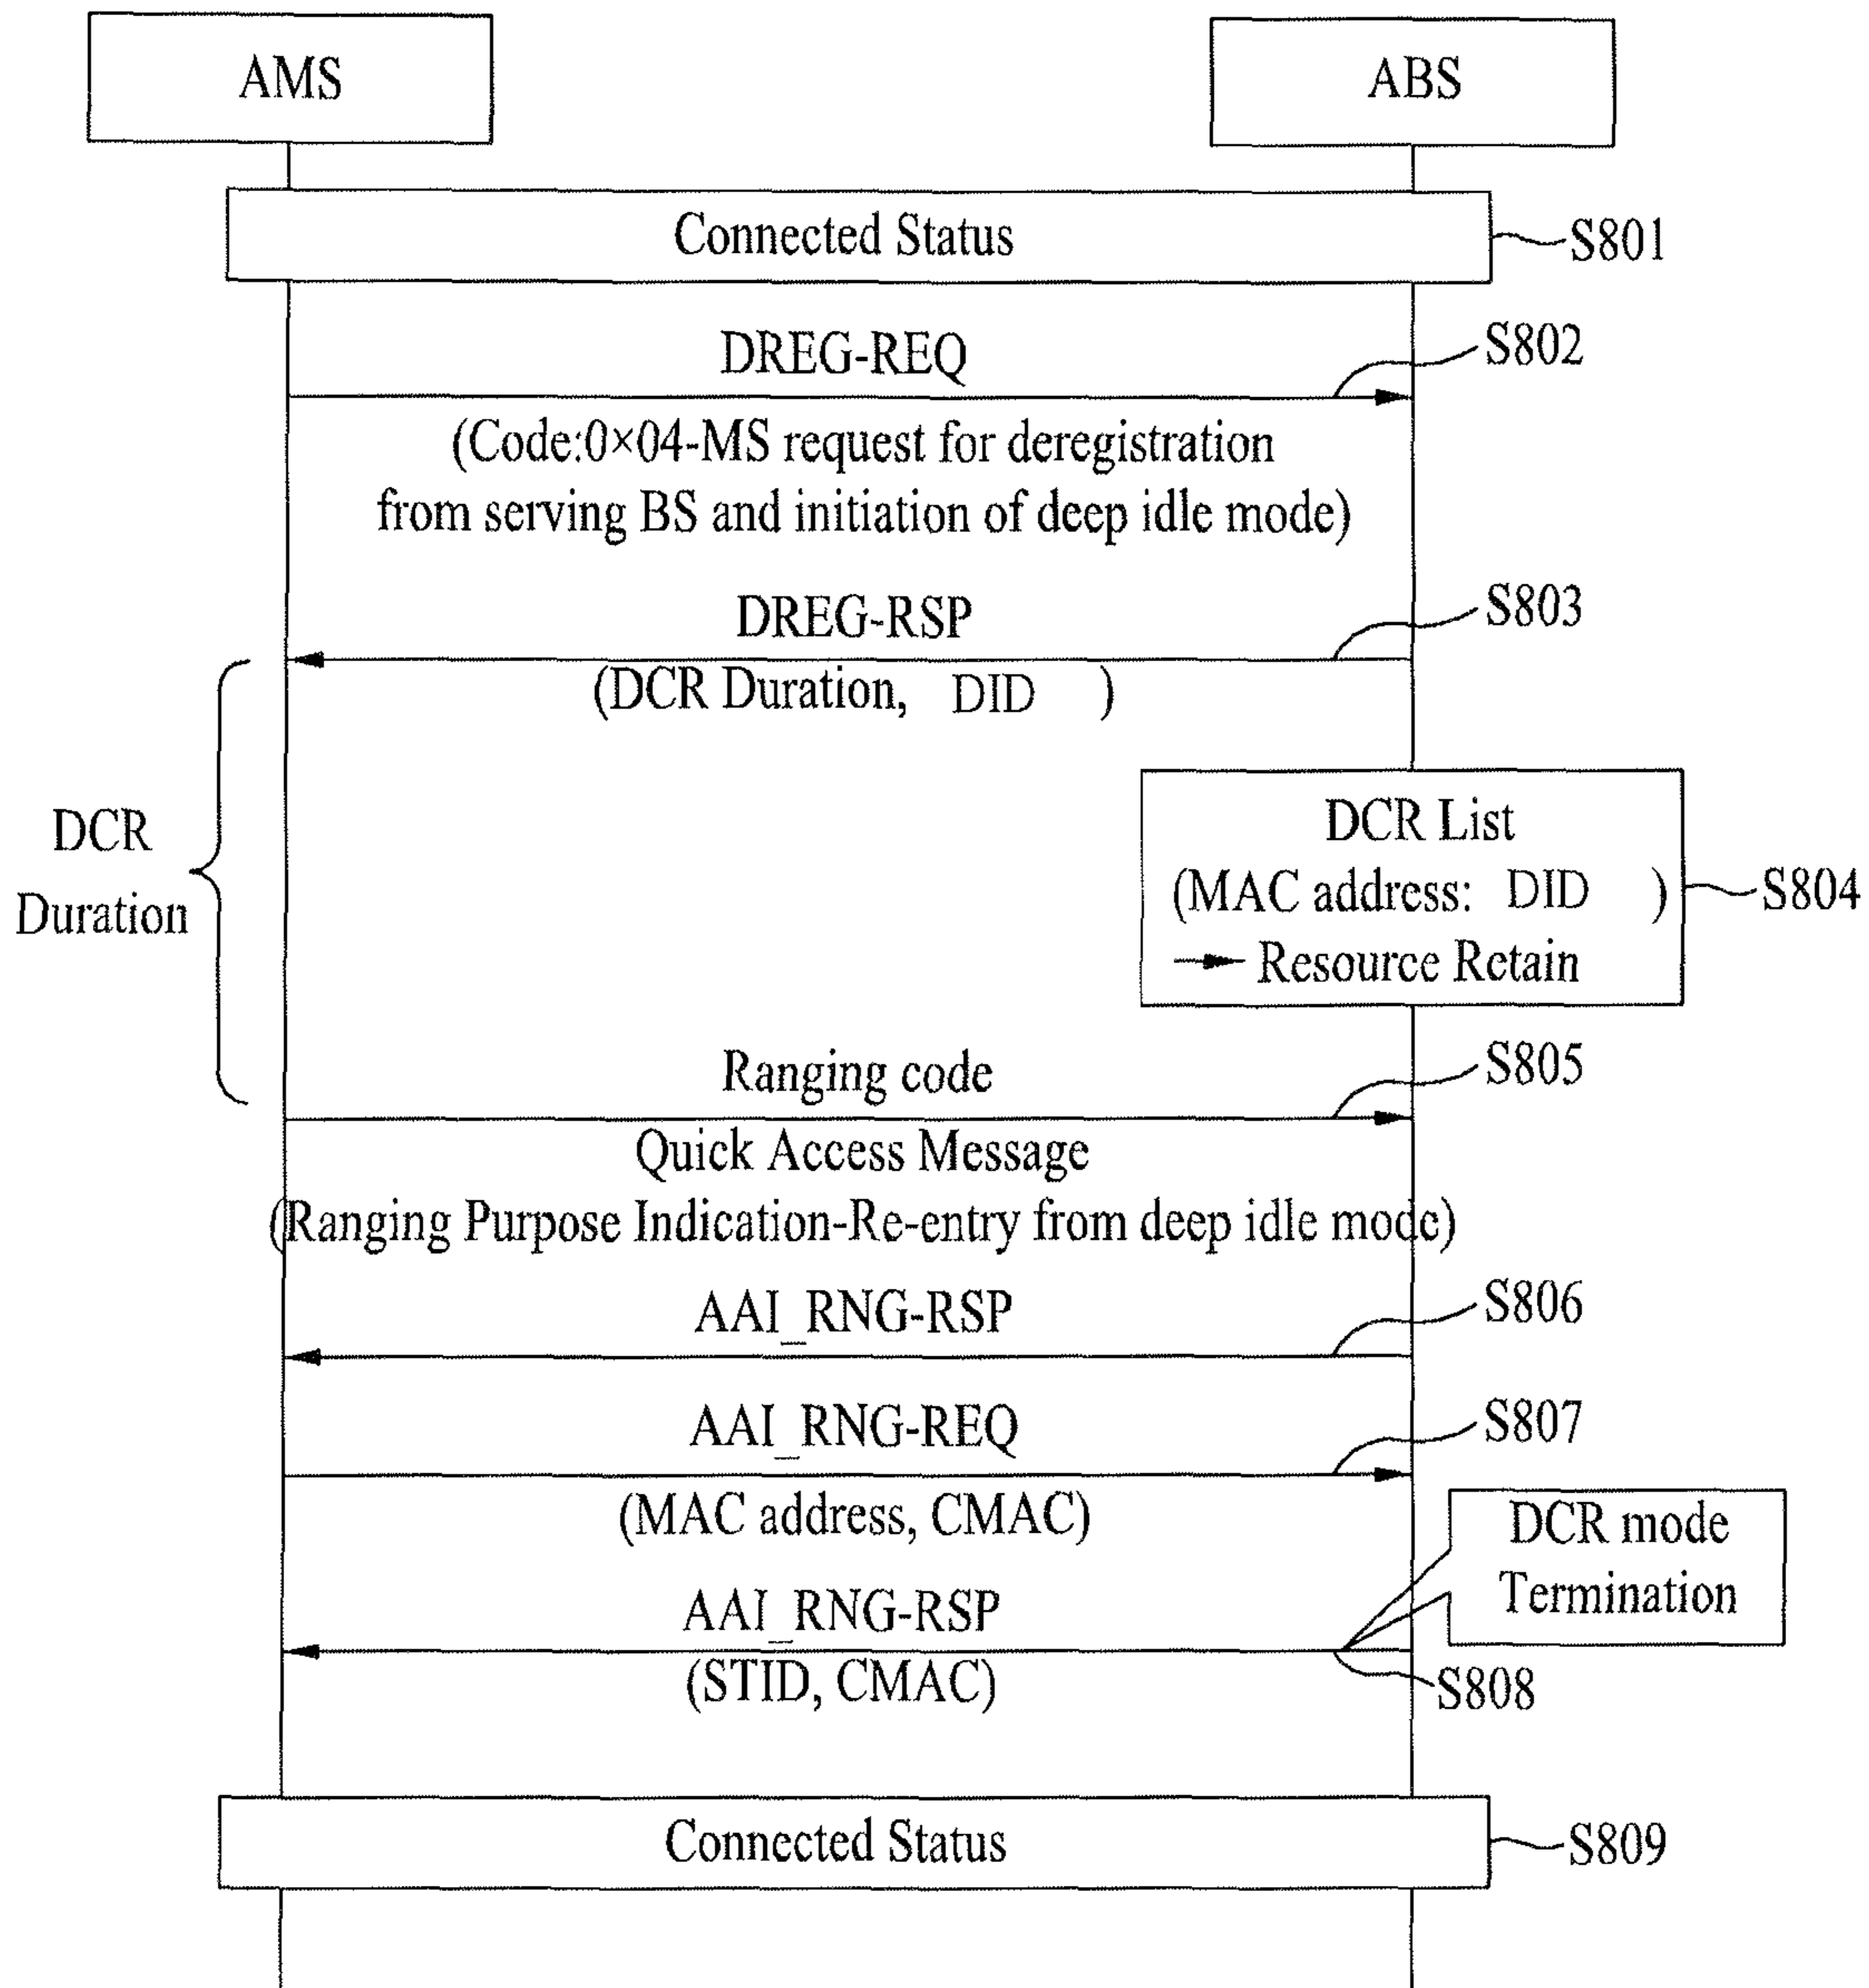 AMS
ABS
Connected Status
S801
DREG-REQ
S802
(Code:0×04-MS request for deregistration
from serving BS and initiation of deep idle mode)
DREG-RSP
S803
(DCR Duration, DID )
DCR
Duration
DCR List
(MAC address: DID )
Resource Retain
S804
Ranging code
S805
Quick Access Message
(Ranging Purpose Indication-Re-entry from deep idle mode)
AAI_RNG-RSP
S806
AAI_RNG-REQ
S807
(MAC address, CMAC)
DCR mode
Termination
AAI_RNG-RSP
(STID, CMAC)
S808
Connected Status
S809